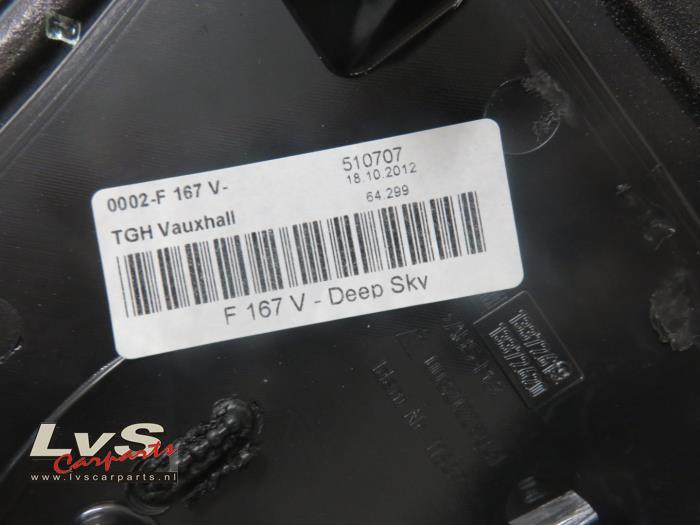 0002-F 167 V-
510707
18.10.2012
TGH Vauxhall
64.299
F 167 V - Deep Sky
LvS
Carparts
www.lvscarparts.nl